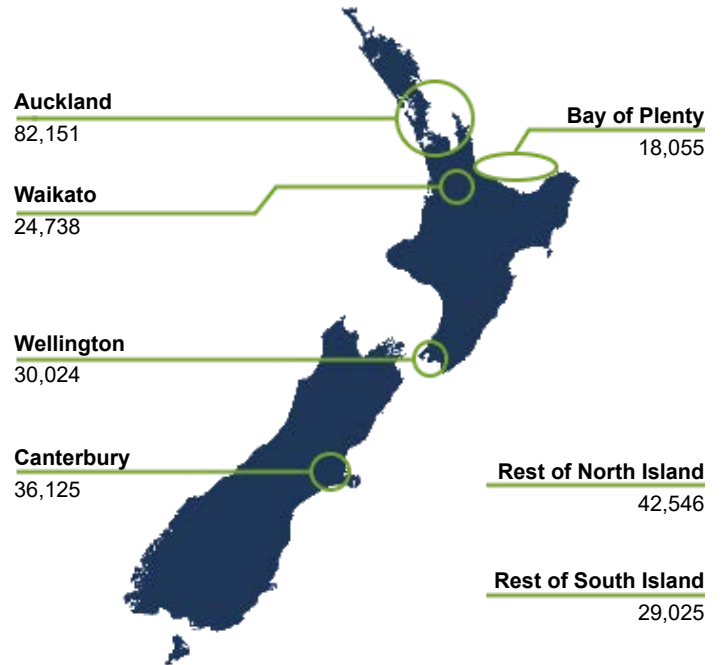 Auckland
82,151
Bay of Plenty
18,055
Waikato
24,738
Wellington
30,024
Canterbury
36,125
Rest of North Island
42,546
Rest of South Island
29,025